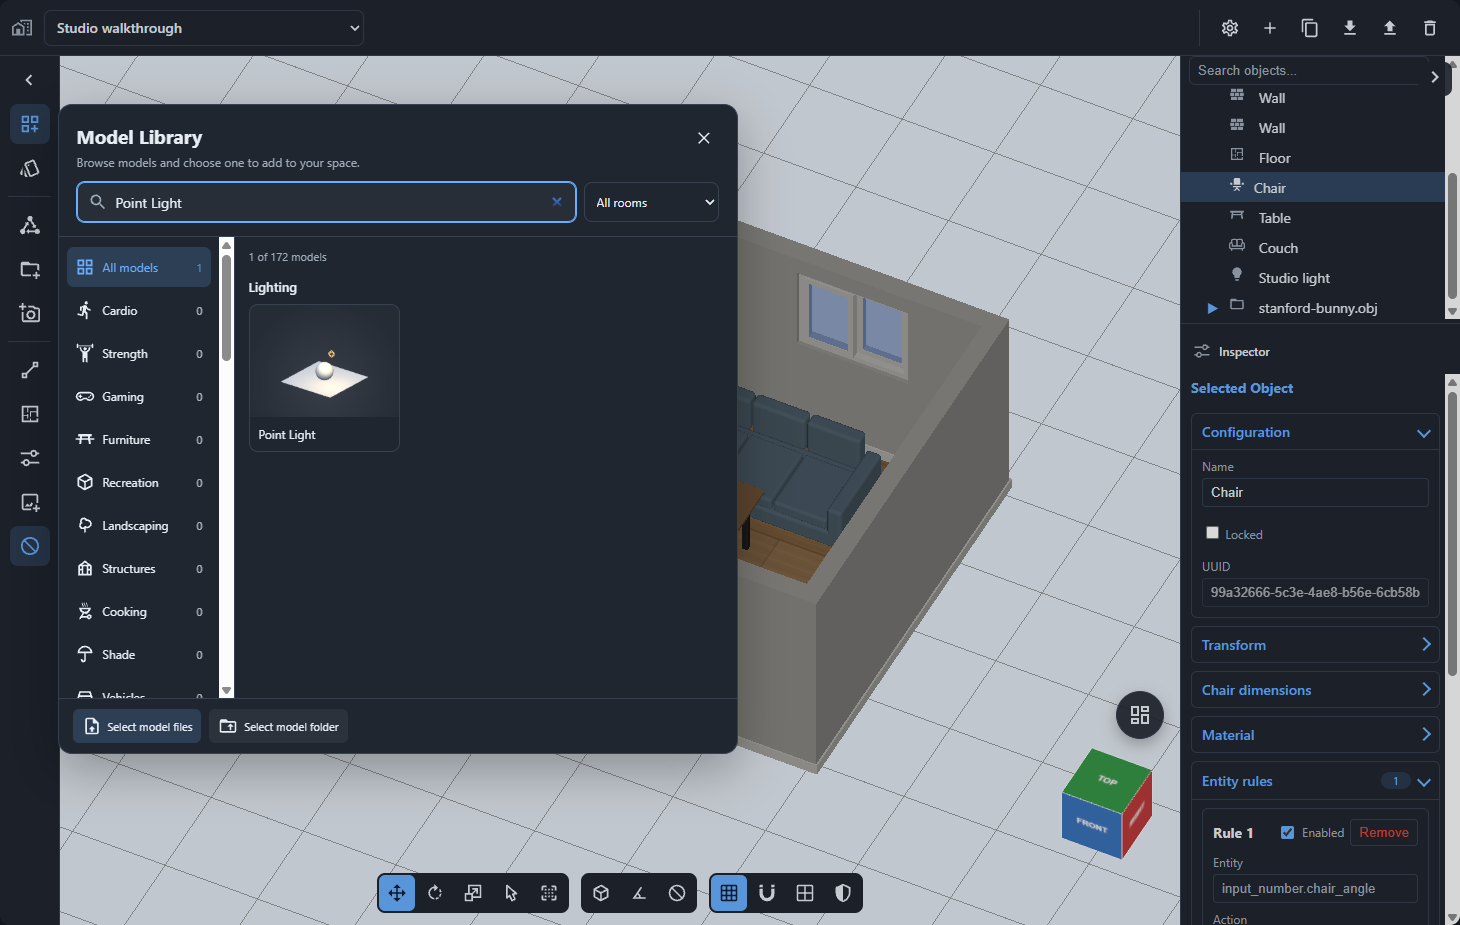 Studio walkthrough
Search objects...
Wall
Wall
Floor
Chair
Table
Couch
Studio light
stanford-bunny.obj
Model Library
Browse models and choose one to add to your space.
Point Light
All rooms
All models 1
Cardio 0
Strength 0
Gaming 0
Furniture 0
Recreation 0
Landscaping 0
Structures 0
Cooking 0
Shade 0
Vehicles 0
1 of 172 models
Lighting
Point Light
Select model files
Select model folder
Inspector
Selected Object
Configuration
Name
Chair
Locked
UUID
99a32666-5c3e-4ae8-b56e-6cb58b
Transform
Chair dimensions
Material
Entity rules 1
Rule 1 Enabled Remove
Entity
input_number.chair_angle
Action
TOP
FRONT